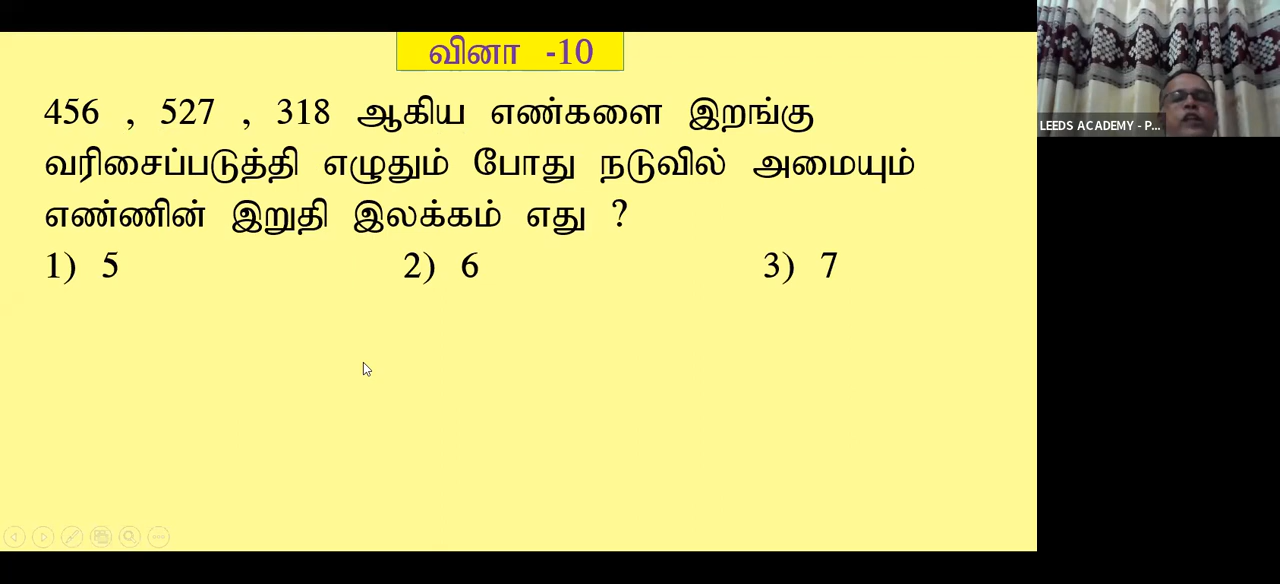 வினா -10
456 , 527 , 318 ஆகிய எண்களை இறங்கு
வரிசைப்படுத்தி எழுதும் போது நடுவில் அமையும்
எண்ணின் இறுதி இலக்கம் எது ?
1) 5 2) 6 3) 7
LEEDS ACADEMY - P...